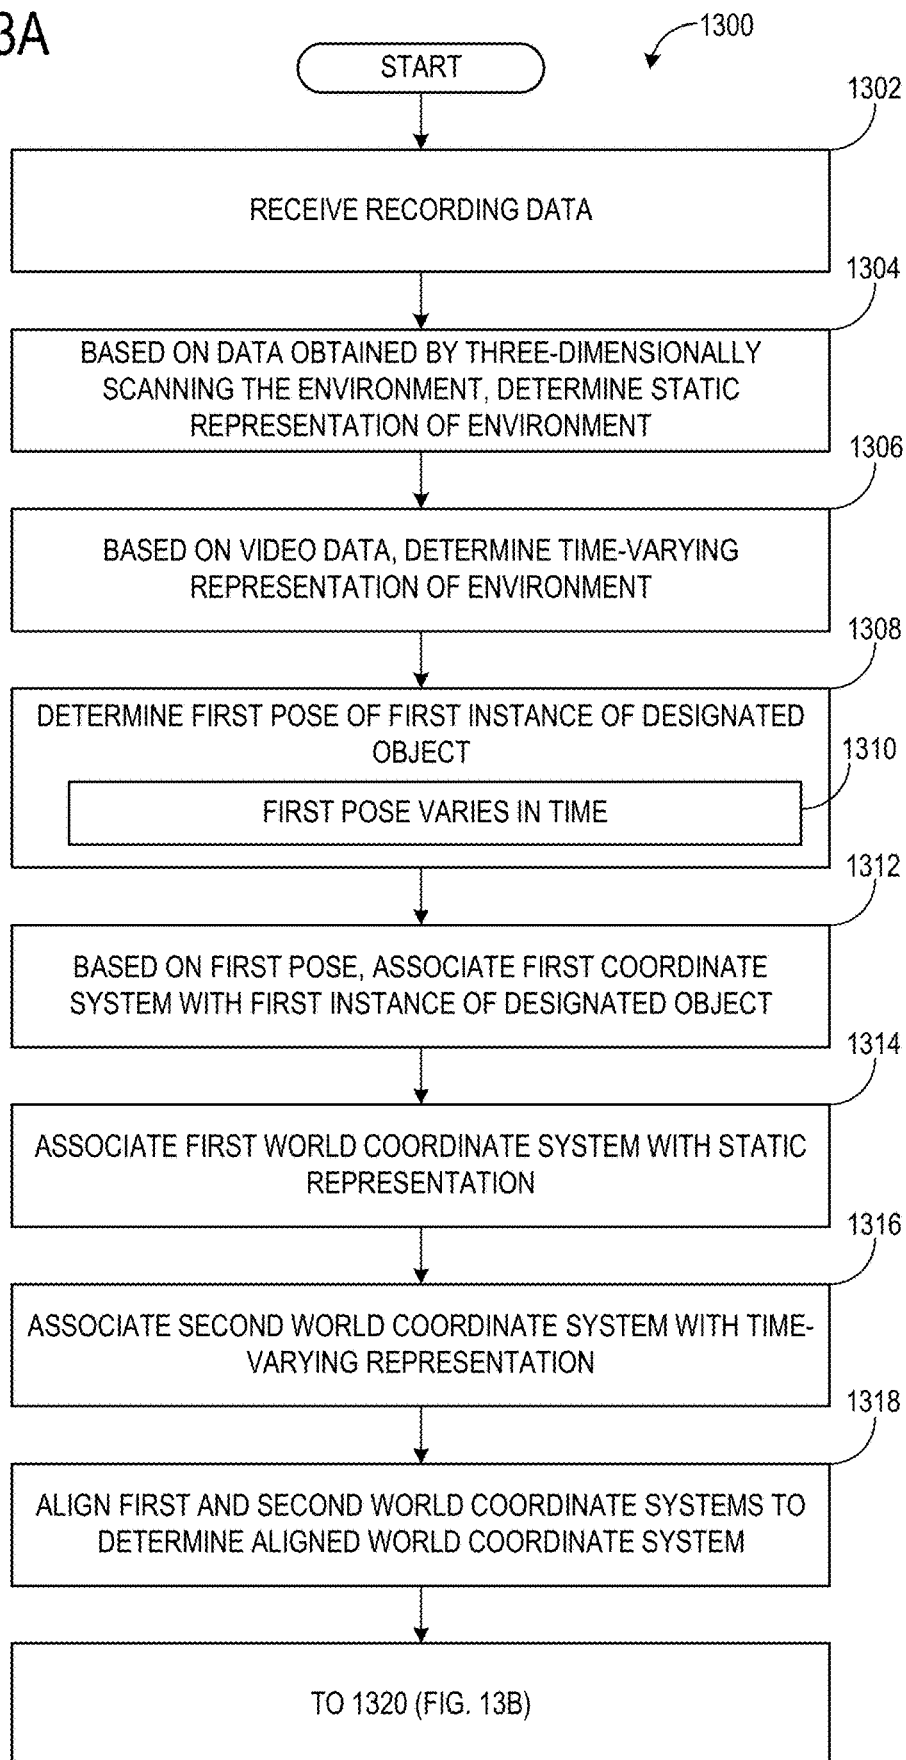 3A
1300
START
1302
RECEIVE RECORDING DATA
1304
BASED ON DATA OBTAINED BY THREE-DIMENSIONALLY
SCANNING THE ENVIRONMENT, DETERMINE STATIC
REPRESENTATION OF ENVIRONMENT
1306
BASED ON VIDEO DATA, DETERMINE TIME-VARYING
REPRESENTATION OF ENVIRONMENT
1308
DETERMINE FIRST POSE OF FIRST INSTANCE OF DESIGNATED
OBJECT
1310
FIRST POSE VARIES IN TIME
1312
BASED ON FIRST POSE, ASSOCIATE FIRST COORDINATE
SYSTEM WITH FIRST INSTANCE OF DESIGNATED OBJECT
1314
ASSOCIATE FIRST WORLD COORDINATE SYSTEM WITH STATIC
REPRESENTATION
1316
ASSOCIATE SECOND WORLD COORDINATE SYSTEM WITH TIME-
VARYING REPRESENTATION
1318
ALIGN FIRST AND SECOND WORLD COORDINATE SYSTEMS TO
DETERMINE ALIGNED WORLD COORDINATE SYSTEM
TO 1320 (FIG. 13B)